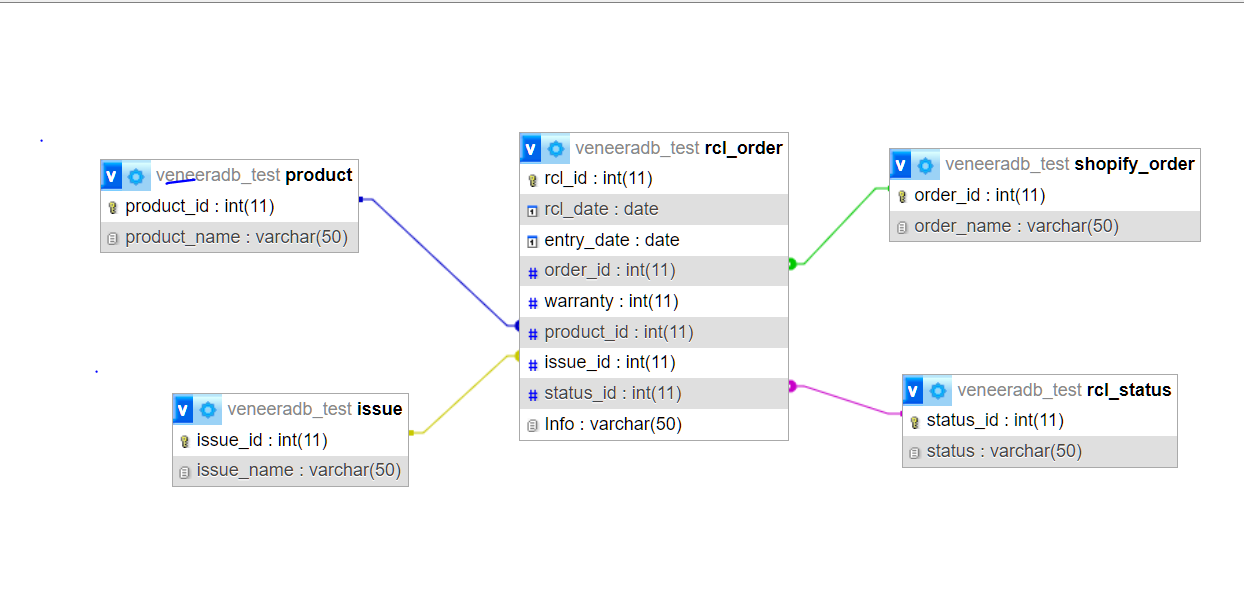 V veneeradb_test product
product_id : int(11)
product_name : varchar(50)
V veneeradb_test issue
issue_id : int(11)
issue_name : varchar(50)
V veneeradb_test rcl_order
rcl_id : int(11)
rcl_date : date
entry_date : date
# order_id : int(11)
# warranty : int(11)
# product_id : int(11)
# issue_id : int(11)
# status_id : int(11)
Info : varchar(50)
V veneeradb_test shopify_order
order_id : int(11)
order_name : varchar(50)
V veneeradb_test rcl_status
status_id : int(11)
status : varchar(50)